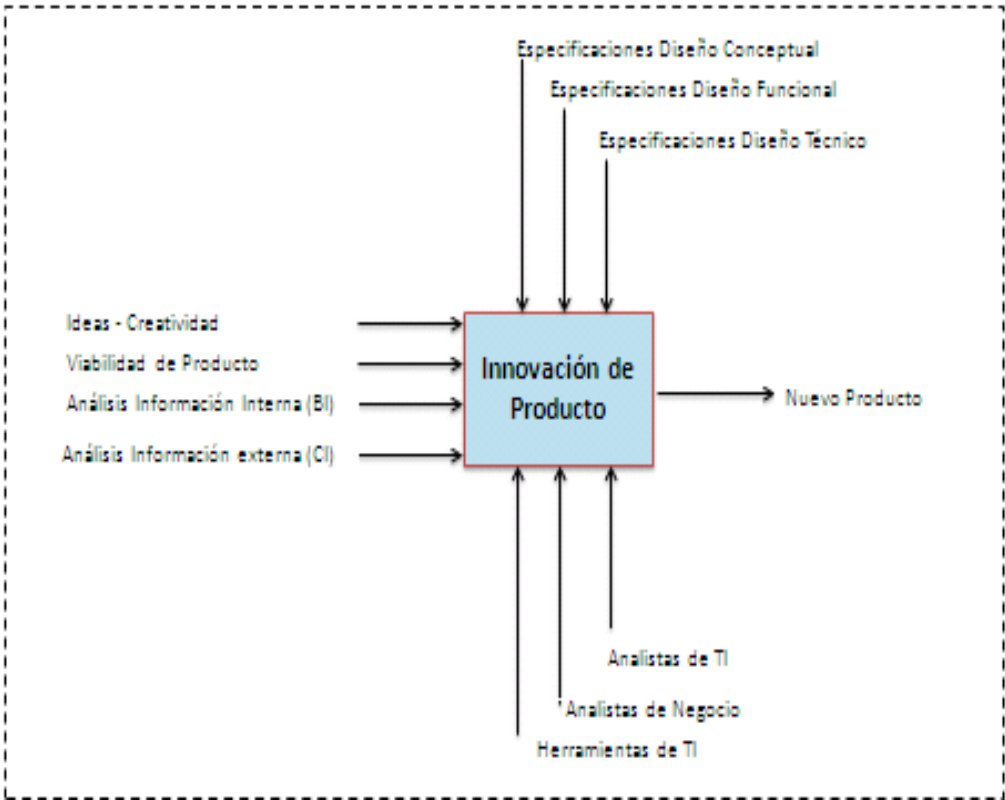 Especificaciones Diseño Conceptual
Especificaciones Diseño Funcional
Especificaciones Diseño Técnico
Ideas - Creatividad
Viabilidad de Producto
Análisis Información Interna (BI)
Análisis Información externa (CI)
Innovación de
Producto
Nuevo Producto
Analistas de TI
'Analistas de Negocio
Herramientas de TI